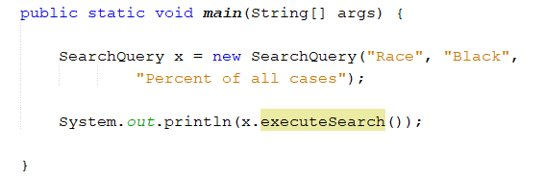 public static void main(String[] args) {
SearchQuery x = new SearchQuery("Race", "Black",
"Percent of all cases");
System.out.println(x.executeSearch());
}